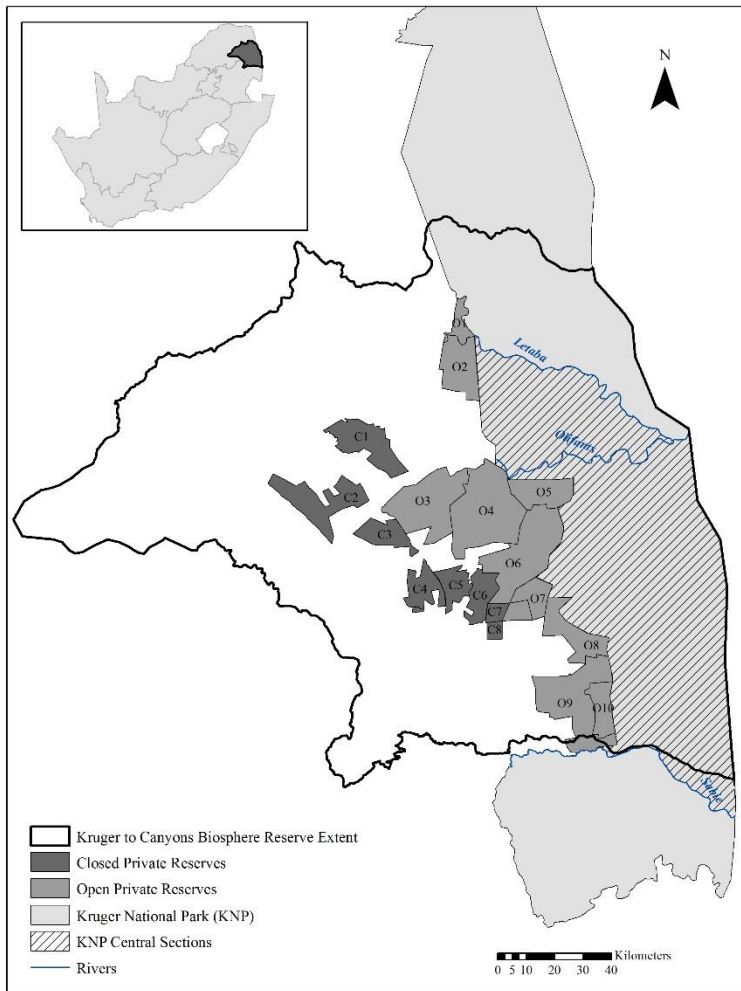 N
O1
Letaba
O2
Olifants
C1
C2
O3
O4
O5
C3
O6
C4
C5
C6
C7
O7
C8
O8
O9
O10
Sabie
Kruger to Canyons Biosphere Reserve Extent
Closed Private Reserves
Open Private Reserves
Kruger National Park (KNP)
KNP Central Sections
Rivers
Kilometers
0 5 10 20 30 40